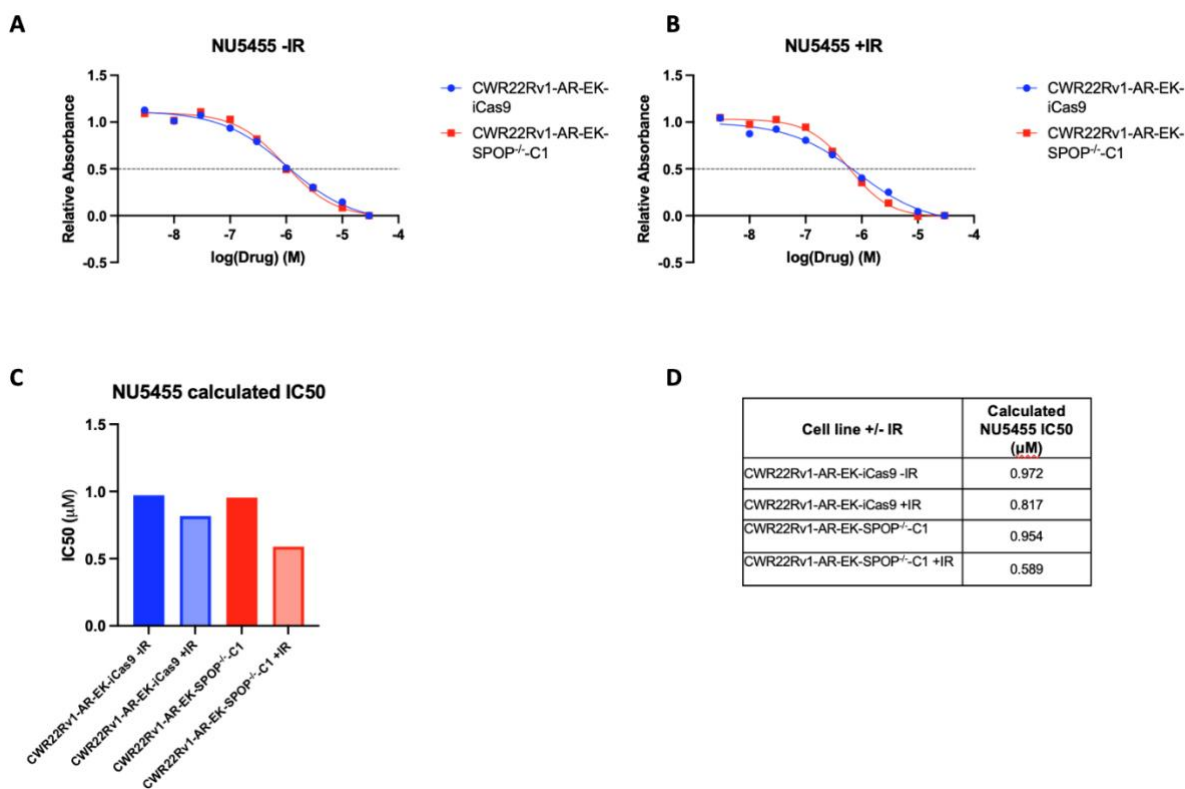 A
NU5455 -IR
1.5
1.0
0.5
0.0
-0.5
Relative Absorbance
-8 -7 -6 -5 -4
log(Drug) (M)
CWR22Rv1-AR-EK-
iCas9
CWR22Rv1-AR-EK-
SPOP-/--C1
B
NU5455 +IR
1.5
1.0
0.5
0.0
-0.5
Relative Absorbance
-8 -7 -6 -5 -4
log(Drug) (M)
CWR22Rv1-AR-EK-
iCas9
CWR22Rv1-AR-EK-
SPOP-/--C1
C
NU5455 calculated IC50
1.5
1.0
0.5
0.0
IC50 (μM)
CWR22Rv1-AR-EK-iCas9 -IR
CWR22Rv1-AR-EK-iCas9 +IR
CWR22Rv1-AR-EK-SPOP-/--C1
CWR22Rv1-AR-EK-SPOP-/--C1 +IR
D
Cell line +/- IR
Calculated
NU5455 IC50
(μM)
CWR22Rv1-AR-EK-iCas9 -IR 0.972
CWR22Rv1-AR-EK-iCas9 +IR 0.817
CWR22Rv1-AR-EK-SPOP-/--C1 0.954
CWR22Rv1-AR-EK-SPOP-/--C1 +IR 0.589